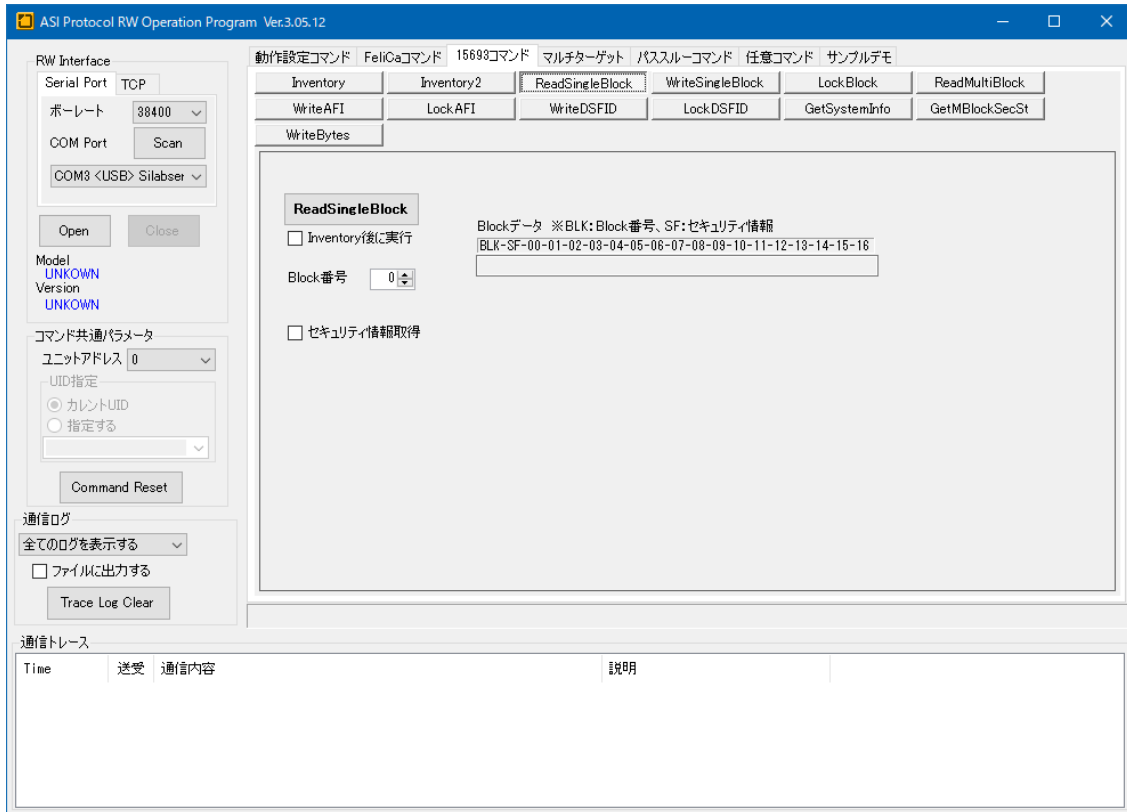 ASI Protocol RW Operation Program Ver.3.05.12
RW Interface
Serial Port TCP
ボーレート 38400
COM Port Scan
COM3 <USB> Silabser
Open Close
Model
UNKOWN
Version
UNKOWN
コマンド共通パラメータ
ユニットアドレス 0
UID指定
カレントUID
指定する
Command Reset
通信ログ
全てのログを表示する
ファイルに出力する
Trace Log Clear
動作設定コマンド FeliCaコマンド 15693コマンド マルチターゲット パススルーコマンド 任意コマンド サンプルデモ
Inventory Inventory2 ReadSingleBlock WriteSingleBlock LockBlock ReadMultiBlock
WriteAFI LockAFI WriteDSFID LockDSFID GetSystemInfo GetMBlockSecSt
WriteBytes
ReadSingleBlock
Inventory後に実行
Block番号 0
セキュリティ情報取得
Blockデータ ※BLK:Block番号、SF:セキュリティ情報
BLK-SF-00-01-02-03-04-05-06-07-08-09-10-11-12-13-14-15-16
通信トレース
Time 送受 通信内容 説明